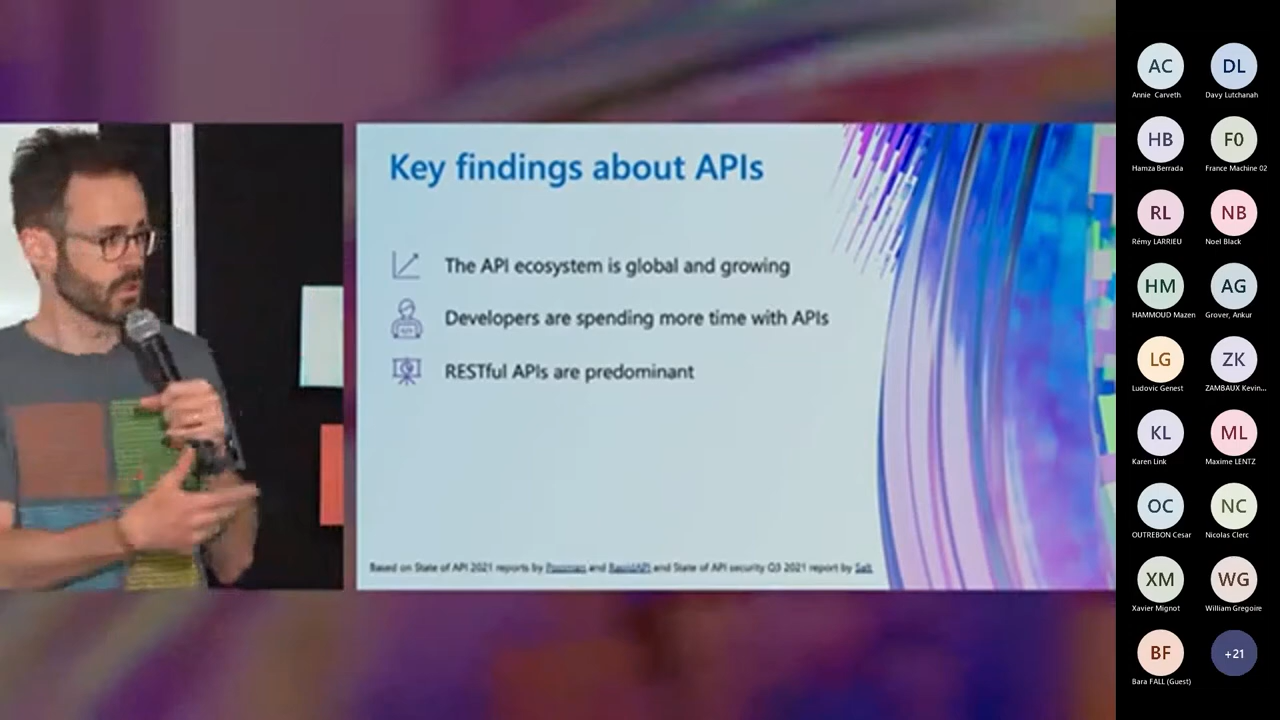 Key findings about APIs
The API ecosystem is global and growing
Developers are spending more time with APIs
RESTful APIs are predominant
Based on State of API 2021 reports by Postman and RapidAPI and State of API security Q3 2021 report by Salt
AC
DL
Annie Carveth
Davy Lutchanah
HB
F0
Hamza Berrada
France Machine 02
RL
NB
Rémy LARRIEU
Noel Black
HM
AG
HAMMOUD Mazen
Grover, Ankur
LG
ZK
Ludovic Genest
ZAMBAUX Kevin...
KL
ML
Karen Link
Maxime LENTZ
OC
NC
OUTREBON Cesar
Nicolas Clerc
XM
WG
Xavier Mignot
William Gregoire
BF
+21
Bara FALL (Guest)